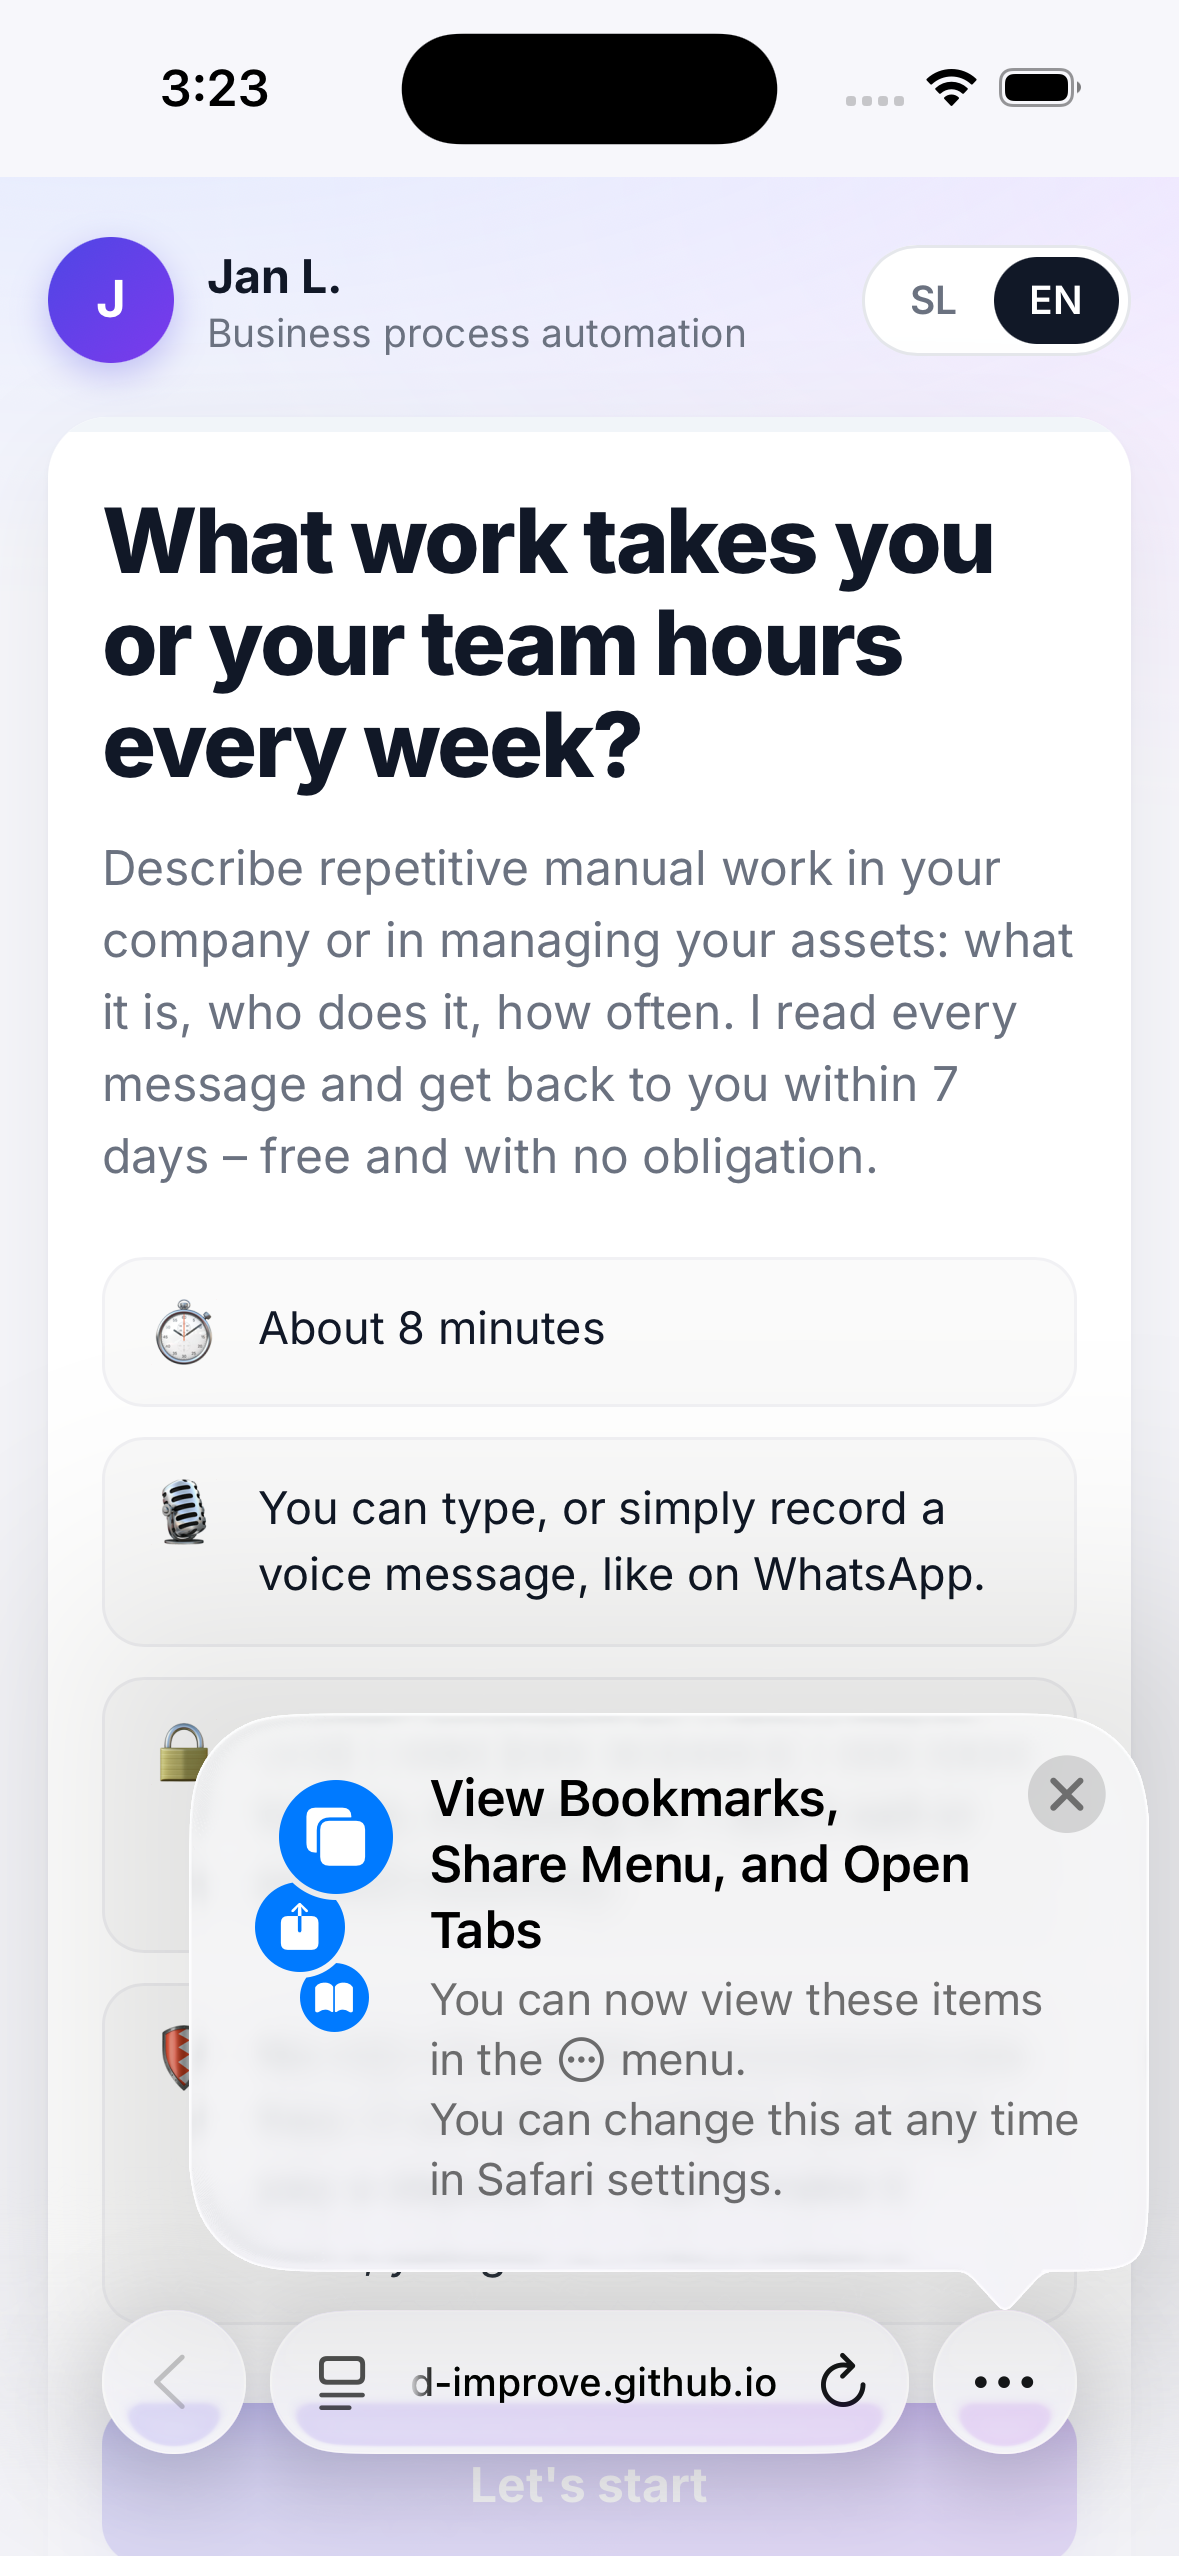 3:23
J
Jan L.
Business process automation
SL
EN
What work takes you
or your team hours
every week?
Describe repetitive manual work in your
company or in managing your assets: what
it is, who does it, how often. I read every
message and get back to you within 7
days – free and with no obligation.
About 8 minutes
You can type, or simply record a
voice message, like on WhatsApp.
View Bookmarks,
Share Menu, and Open
Tabs
You can now view these items
in the menu.
You can change this at any time
in Safari settings.
d-improve.github.io
Let's start